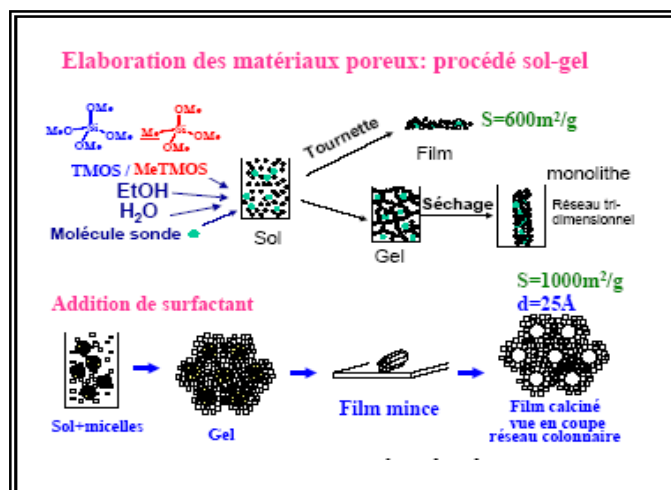 Elaboration des matériaux poreux: procédé sol-gel
OMe
MeO
Si
OMe
OMe
OMe
Me
Si
OMe
OMe
TMOS / MeTMOS
EtOH
H₂O
Molécule sonde
Sol
Tournette
Film
S=600m²/g
Gel
Séchage
monolithe
Réseau tri-
dimensionnel
S=1000m²/g
d=25Å
Addition de surfactant
Sol+micelles
Gel
Film mince
Film calciné
vue en coupe
réseau colonnaire